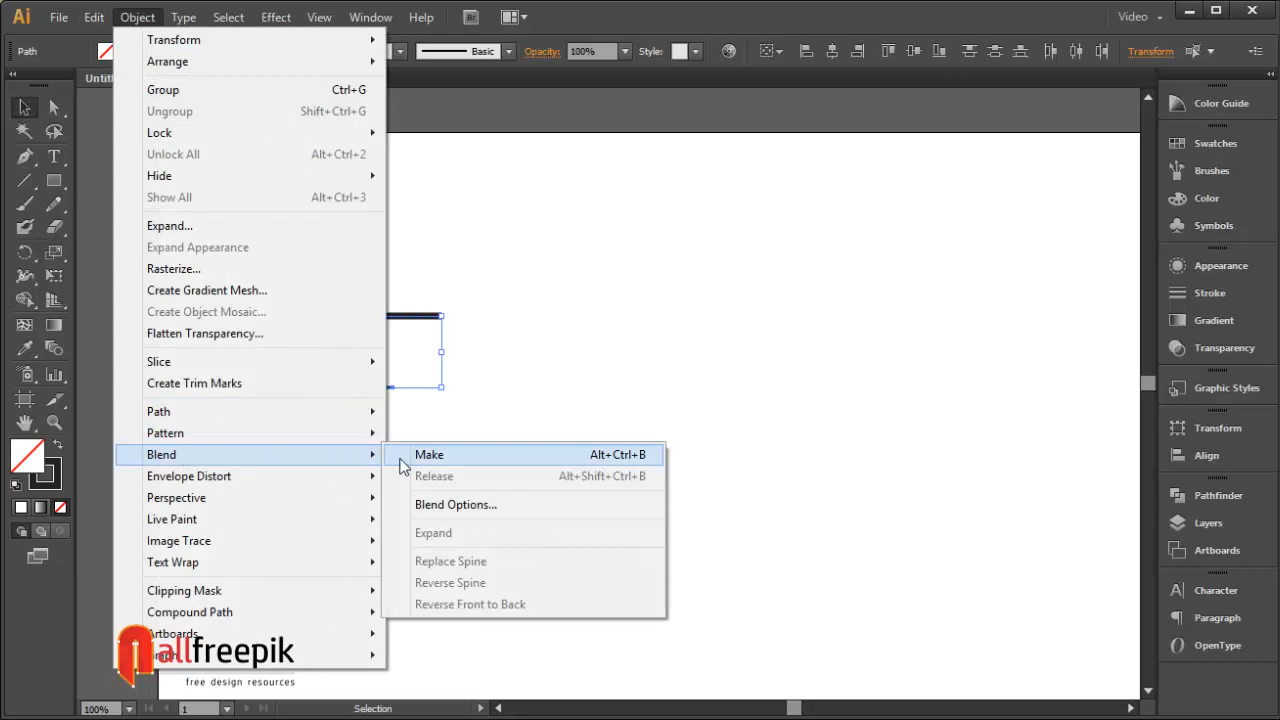 Ai File Edit Object Type Select Effect View Window Help Br Video
Path Basic Opacity: 100% Style: Transform
Transform
Arrange
Group Ctrl+G
Ungroup Shift+Ctrl+G
Lock
Unlock All Alt+Ctrl+2
Hide
Show All Alt+Ctrl+3
Expand...
Expand Appearance
Rasterize...
Create Gradient Mesh...
Create Object Mosaic...
Flatten Transparency...
Slice
Create Trim Marks
Path
Pattern
Blend
Envelope Distort
Perspective
Live Paint
Image Trace
Text Wrap
Clipping Mask
Compound Path
Artboards
Make Alt+Ctrl+B
Release Alt+Shift+Ctrl+B
Blend Options...
Expand
Replace Spine
Reverse Spine
Reverse Front to Back
Untit
Color Guide
Swatches
Brushes
Color
Symbols
Appearance
Stroke
Gradient
Transparency
Graphic Styles
Transform
Align
Pathfinder
Layers
Artboards
Character
Paragraph
OpenType
allfreepik
free design resources
100% 1 Selection